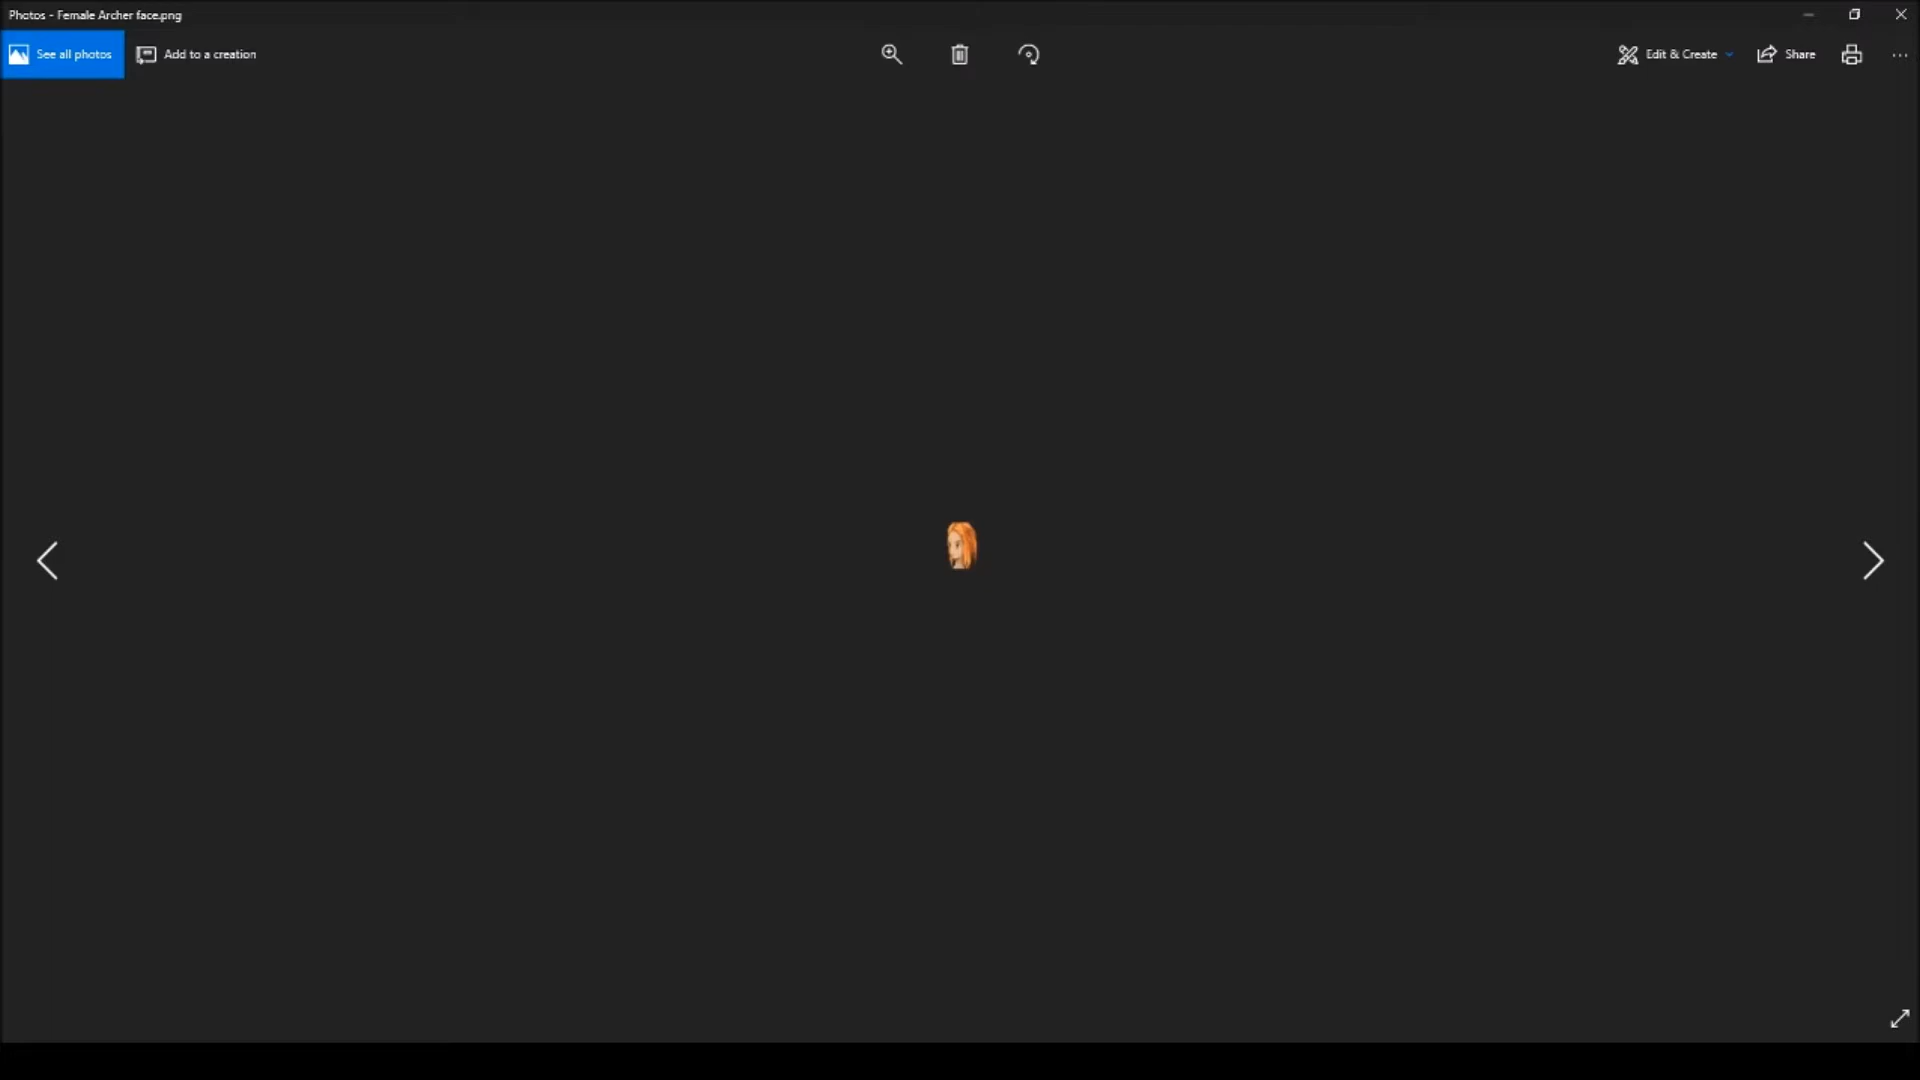 Photos - Female Archer face.png
See all photos
Add to a creation
Edit & Create
Share